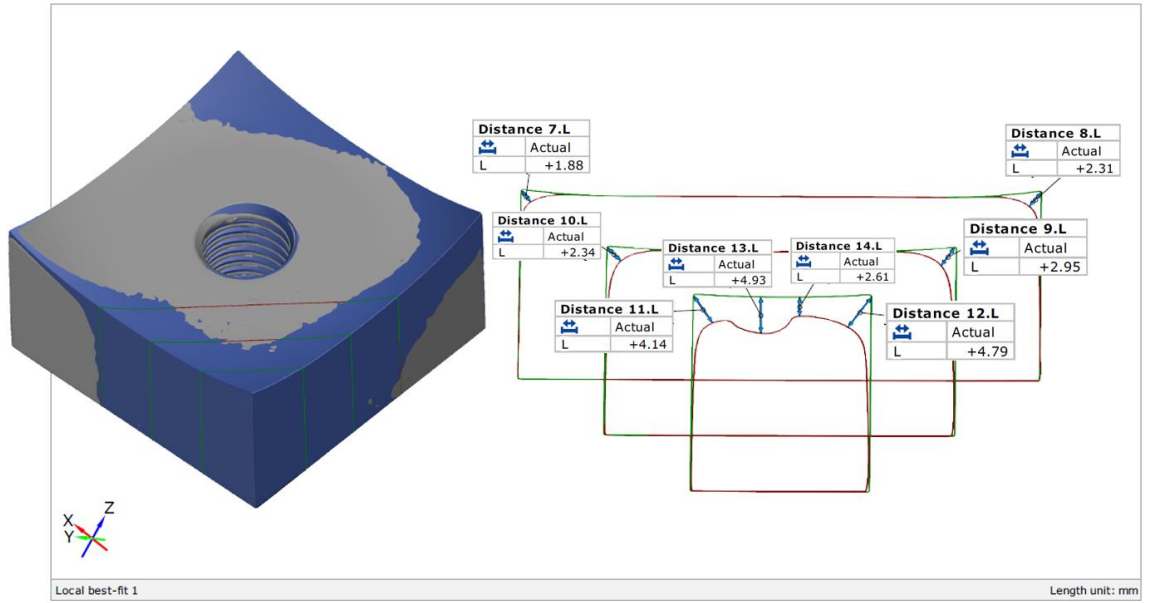 Distance 7.L
Actual
L +1.88
Distance 8.L
Actual
L +2.31
Distance 10.L
Actual
L +2.34
Distance 9.L
Actual
L +2.95
Distance 13.L
Actual
L +4.93
Distance 14.L
Actual
L +2.61
Distance 11.L
Actual
L +4.14
Distance 12.L
Actual
L +4.79
X
Y
Z
Local best-fit 1
Length unit: mm